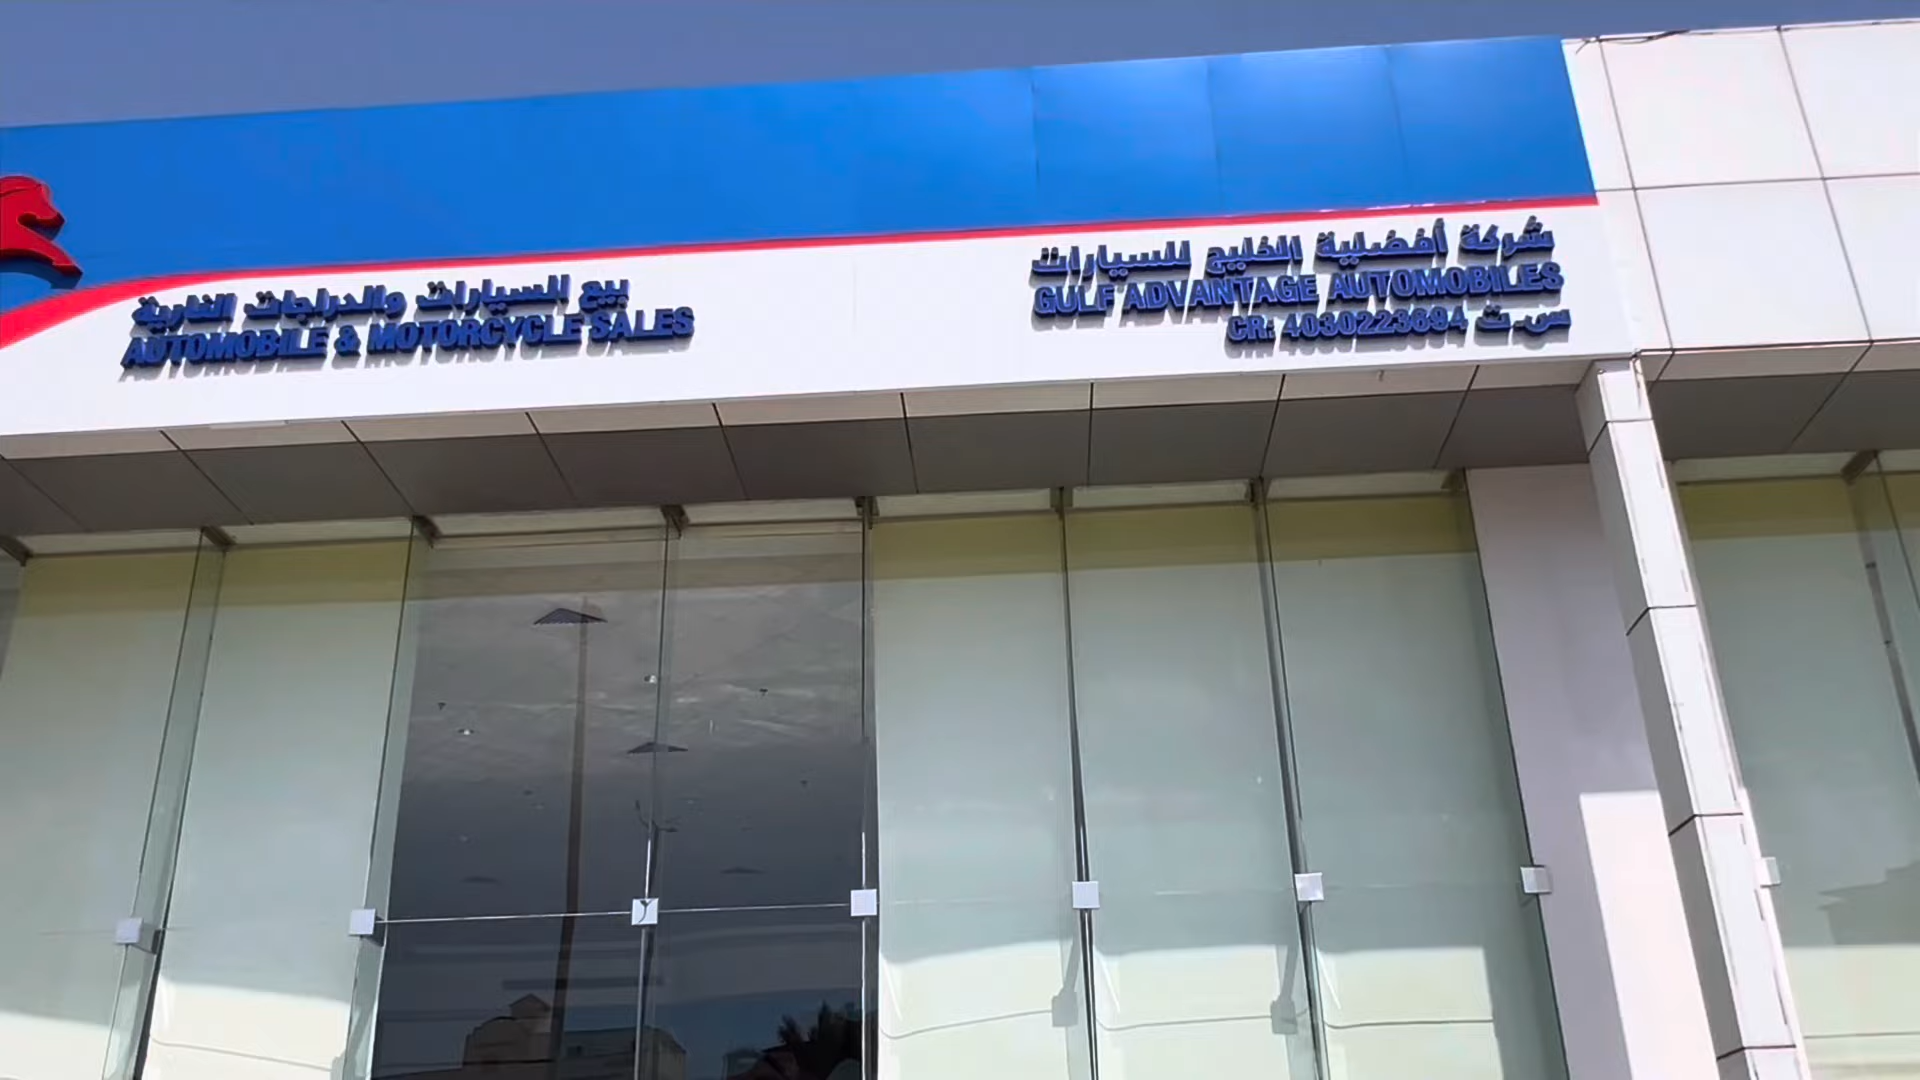 بيع السيارات والدراجات النارية
AUTOMOBILE & MOTORCYCLE SALES
شركة أفضلية الخليج للسيارات
GULF ADVANTAGE AUTOMOBILES
CR: 4030223694 س.ت